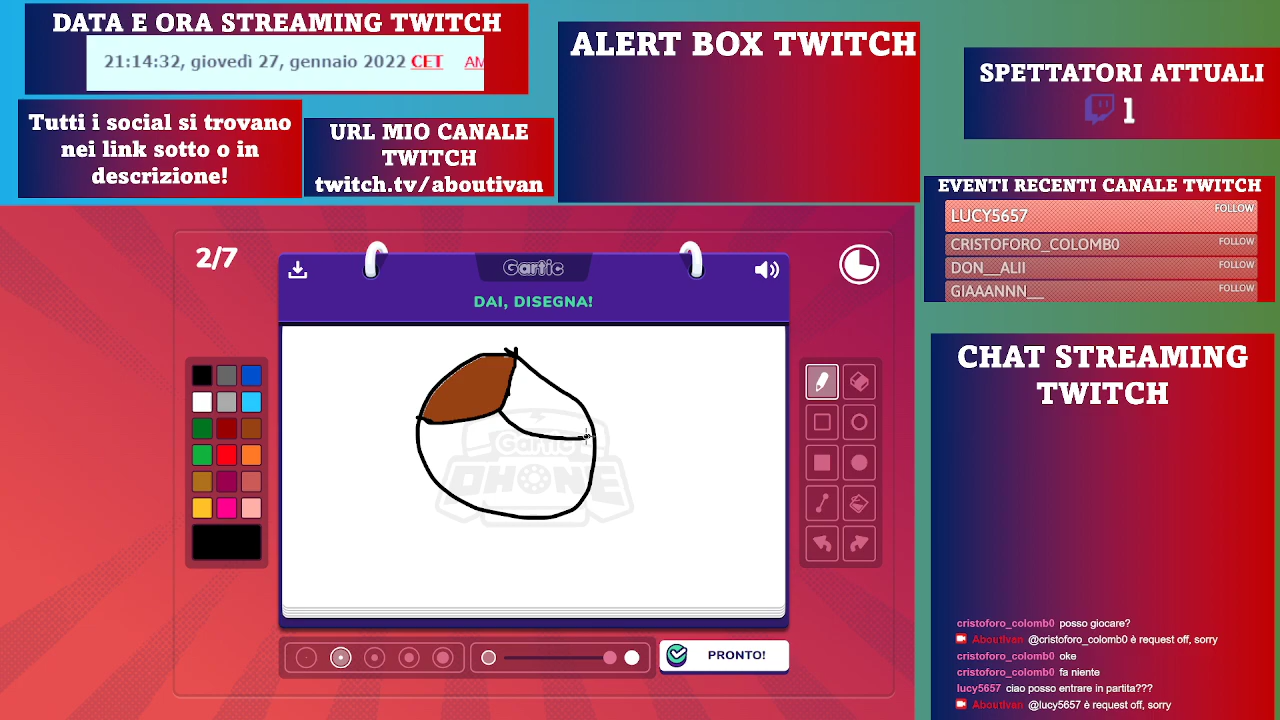 DATA E ORA STREAMING TWITCH
21:14:32, giovedì 27, gennaio 2022 CET AM
Tutti i social si trovano
nei link sotto o in
descrizione!
URL MIO CANALE
TWITCH
twitch.tv/aboutivan
ALERT BOX TWITCH
SPETTATORI ATTUALI
1
EVENTI RECENTI CANALE TWITCH
LUCY5657 FOLLOW
CRISTOFORO_COLOMB0 FOLLOW
DON__ALII FOLLOW
GIAAANNN__ FOLLOW
2/7
Gartic
DAI, DISEGNA!
Gartic
PHONE
PRONTO!
CHAT STREAMING
TWITCH
cristoforo_colomb0 posso giocare?
AboutIvan @cristoforo_colomb0 è request off, sorry
cristoforo_colomb0 oke
cristoforo_colomb0 fa niente
lucy5657 ciao posso entrare in partita???
AboutIvan @lucy5657 è request off, sorry